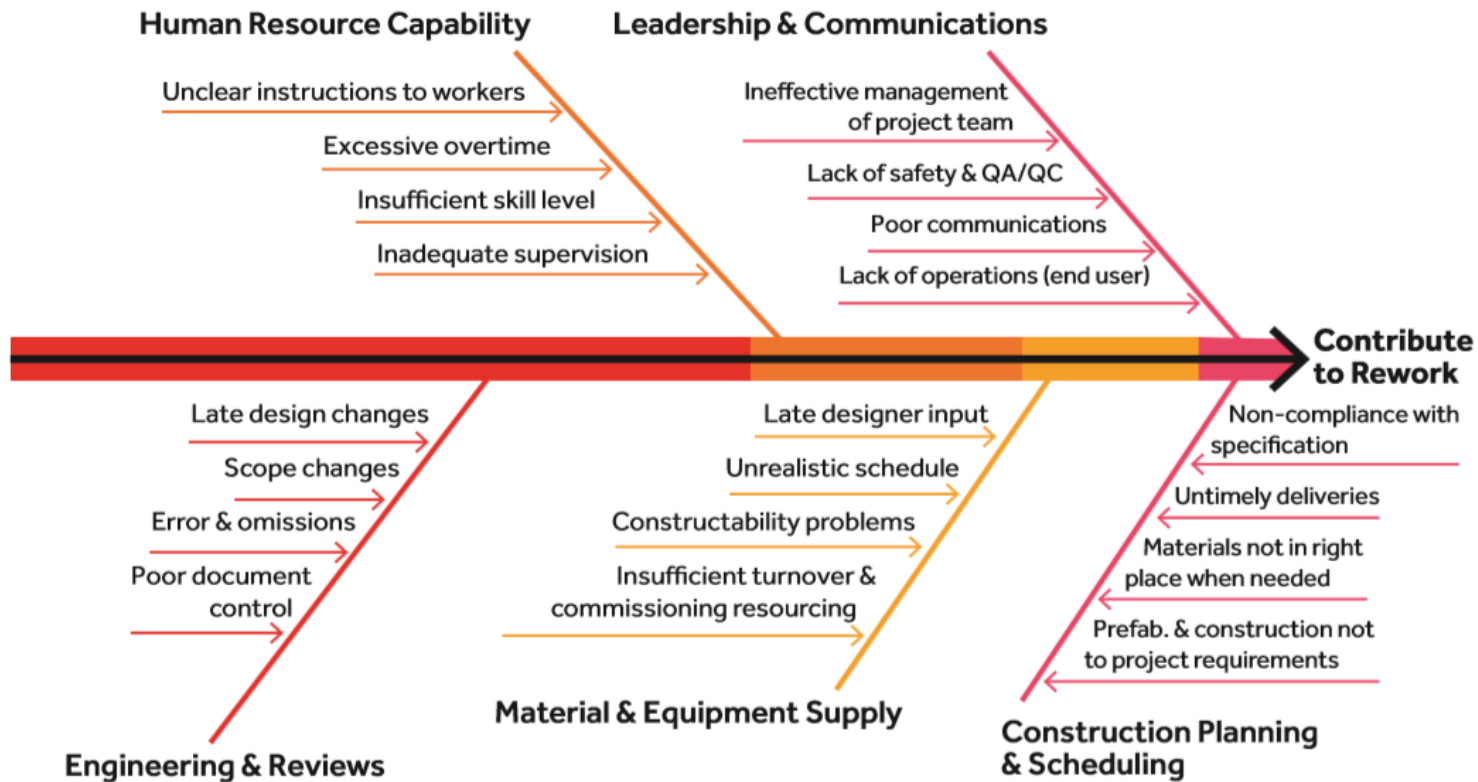 Human Resource Capability
Unclear instructions to workers
Excessive overtime
Insufficient skill level
Inadequate supervision
Leadership & Communications
Ineffective management
of project team
Lack of safety & QA/QC
Poor communications
Lack of operations (end user)
Contribute
to Rework
Late design changes
Scope changes
Error & omissions
Poor document
control
Engineering & Reviews
Late designer input
Unrealistic schedule
Constructability problems
Insufficient turnover &
commissioning resourcing
Material & Equipment Supply
Non-compliance with
specification
Untimely deliveries
Materials not in right
place when needed
Prefab. & construction not
to project requirements
Construction Planning
& Scheduling